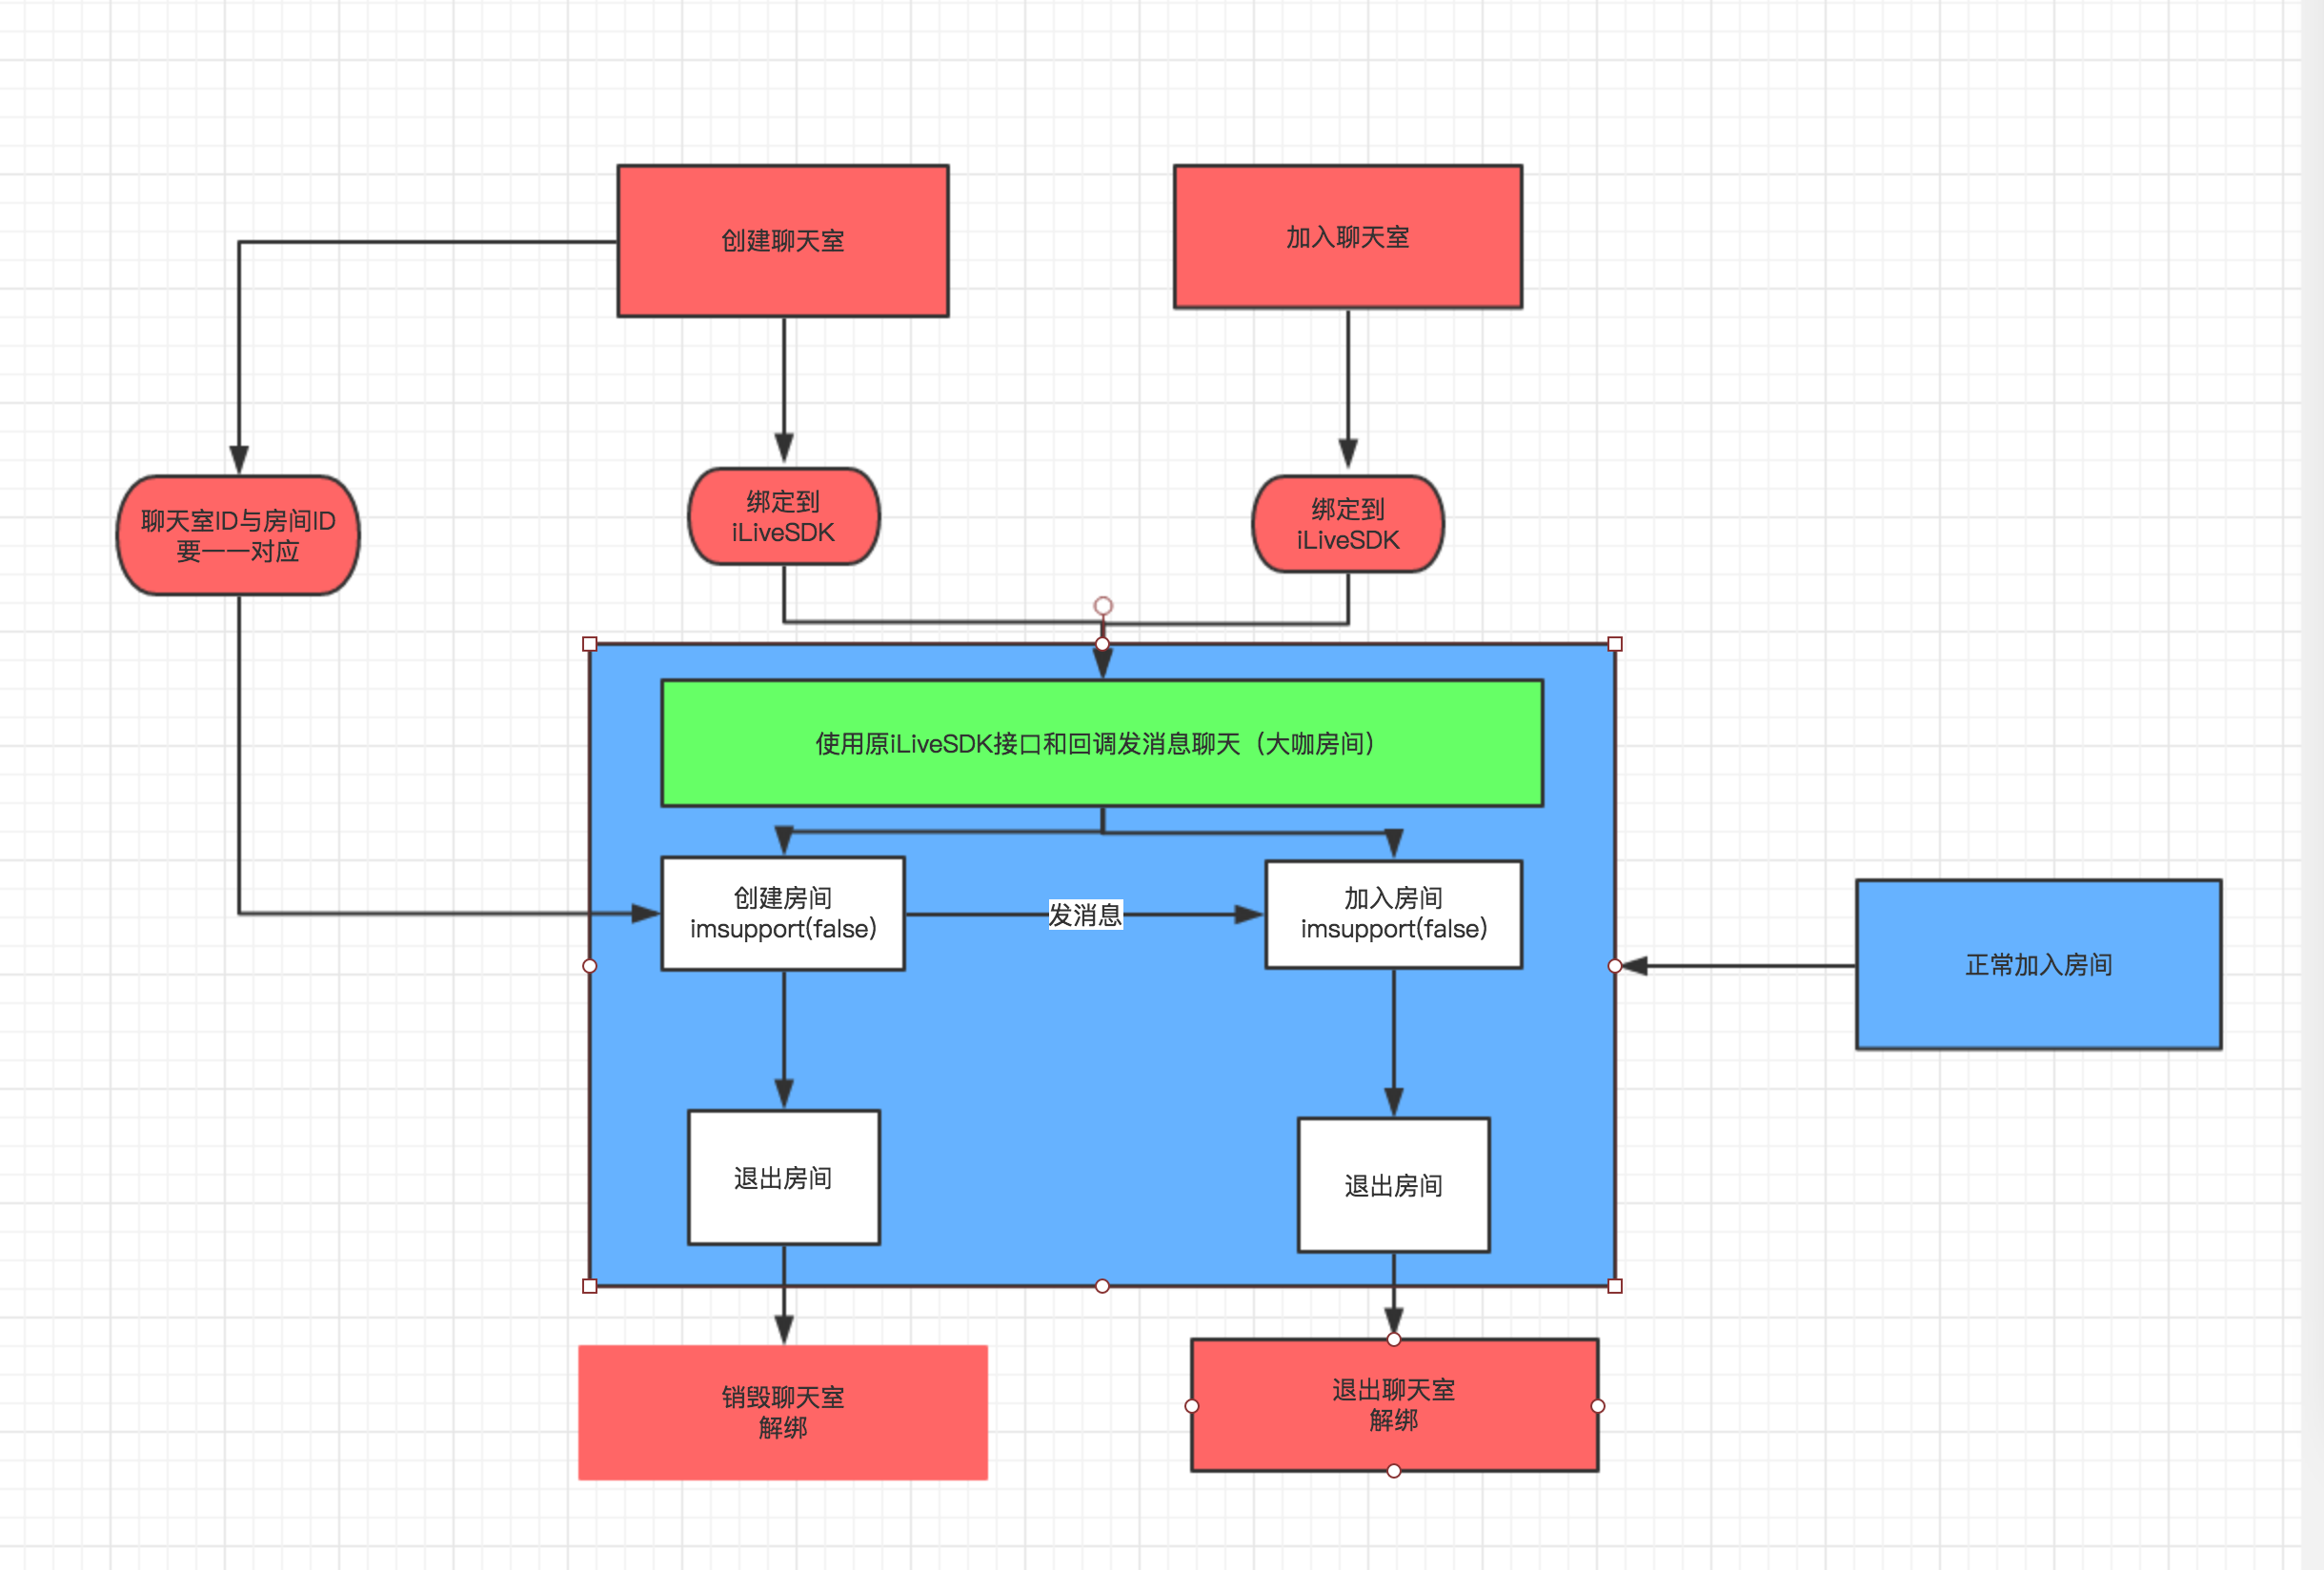 创建聊天室
加入聊天室
聊天室ID与房间ID
要一一对应
绑定到
iLiveSDK
绑定到
iLiveSDK
使用原iLiveSDK接口和回调发消息聊天（大咖房间）
创建房间
imsupport(false)
发消息
加入房间
imsupport(false)
正常加入房间
退出房间
退出房间
销毁聊天室
解绑
退出聊天室
解绑